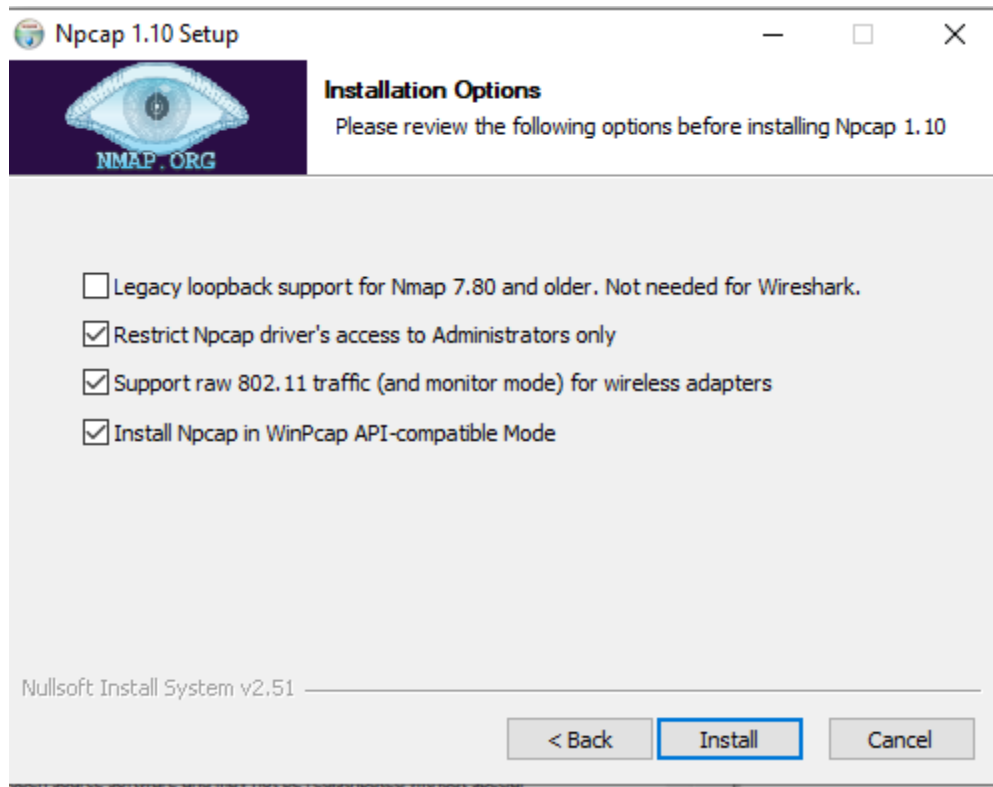 Npcap 1.10 Setup
NMAP.ORG
Installation Options
Please review the following options before installing Npcap 1.10
Legacy loopback support for Nmap 7.80 and older. Not needed for Wireshark.
Restrict Npcap driver's access to Administrators only
Support raw 802.11 traffic (and monitor mode) for wireless adapters
Install Npcap in WinPcap API-compatible Mode
Nullsoft Install System v2.51
< Back Install Cancel